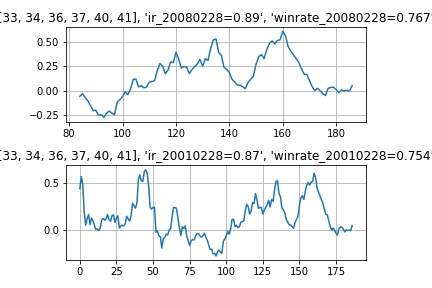 [33, 34, 36, 37, 40, 41], 'ir_20080228=0.89', 'winrate_20080228=0.767'
0.50
0.25
0.00
−0.25
80 100 120 140 160 180
[33, 34, 36, 37, 40, 41], 'ir_20010228=0.87', 'winrate_20010228=0.754'
0.5
0.0
0 25 50 75 100 125 150 175